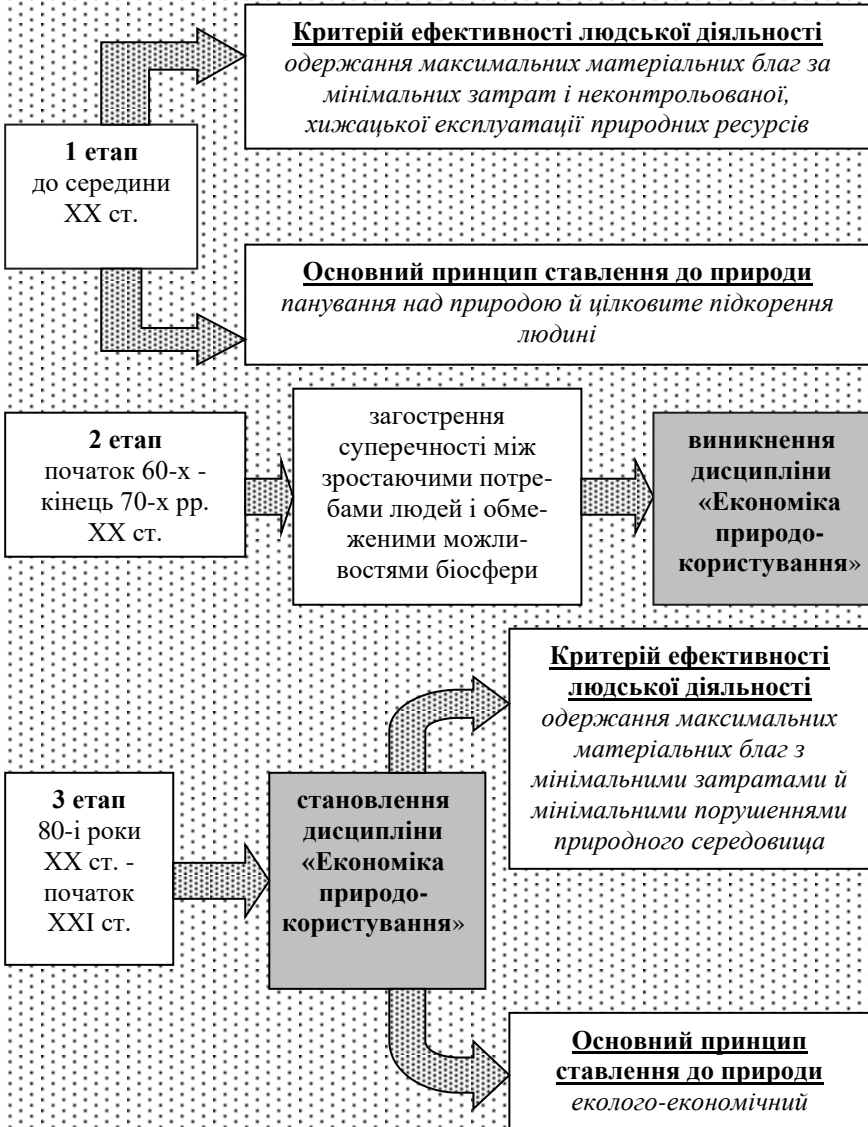 Критерій ефективності людської діяльності
одержання максимальних матеріальних благ за
мінімальних затрат і неконтрольованої,
хижацької експлуатації природних ресурсів
1 етап
до середини
XX ст.
Основний принцип ставлення до природи
панування над природою й цілковите підкорення
людині
2 етап
початок 60-х -
кінець 70-х рр.
XX ст.
загострення
суперечності між
зростаючими потре-
бами людей і обме-
женими можли-
востями біосфери
виникнення
дисципліни
«Економіка
природо-
користування»
Критерій ефективності
людської діяльності
одержання максимальних
матеріальних благ з
мінімальними затратами й
мінімальними порушеннями
природного середовища
3 етап
80-і роки
XX ст. -
початок
XXI ст.
становлення
дисципліни
«Економіка
природо-
користування»
Основний принцип
ставлення до природи
еколого-економічний